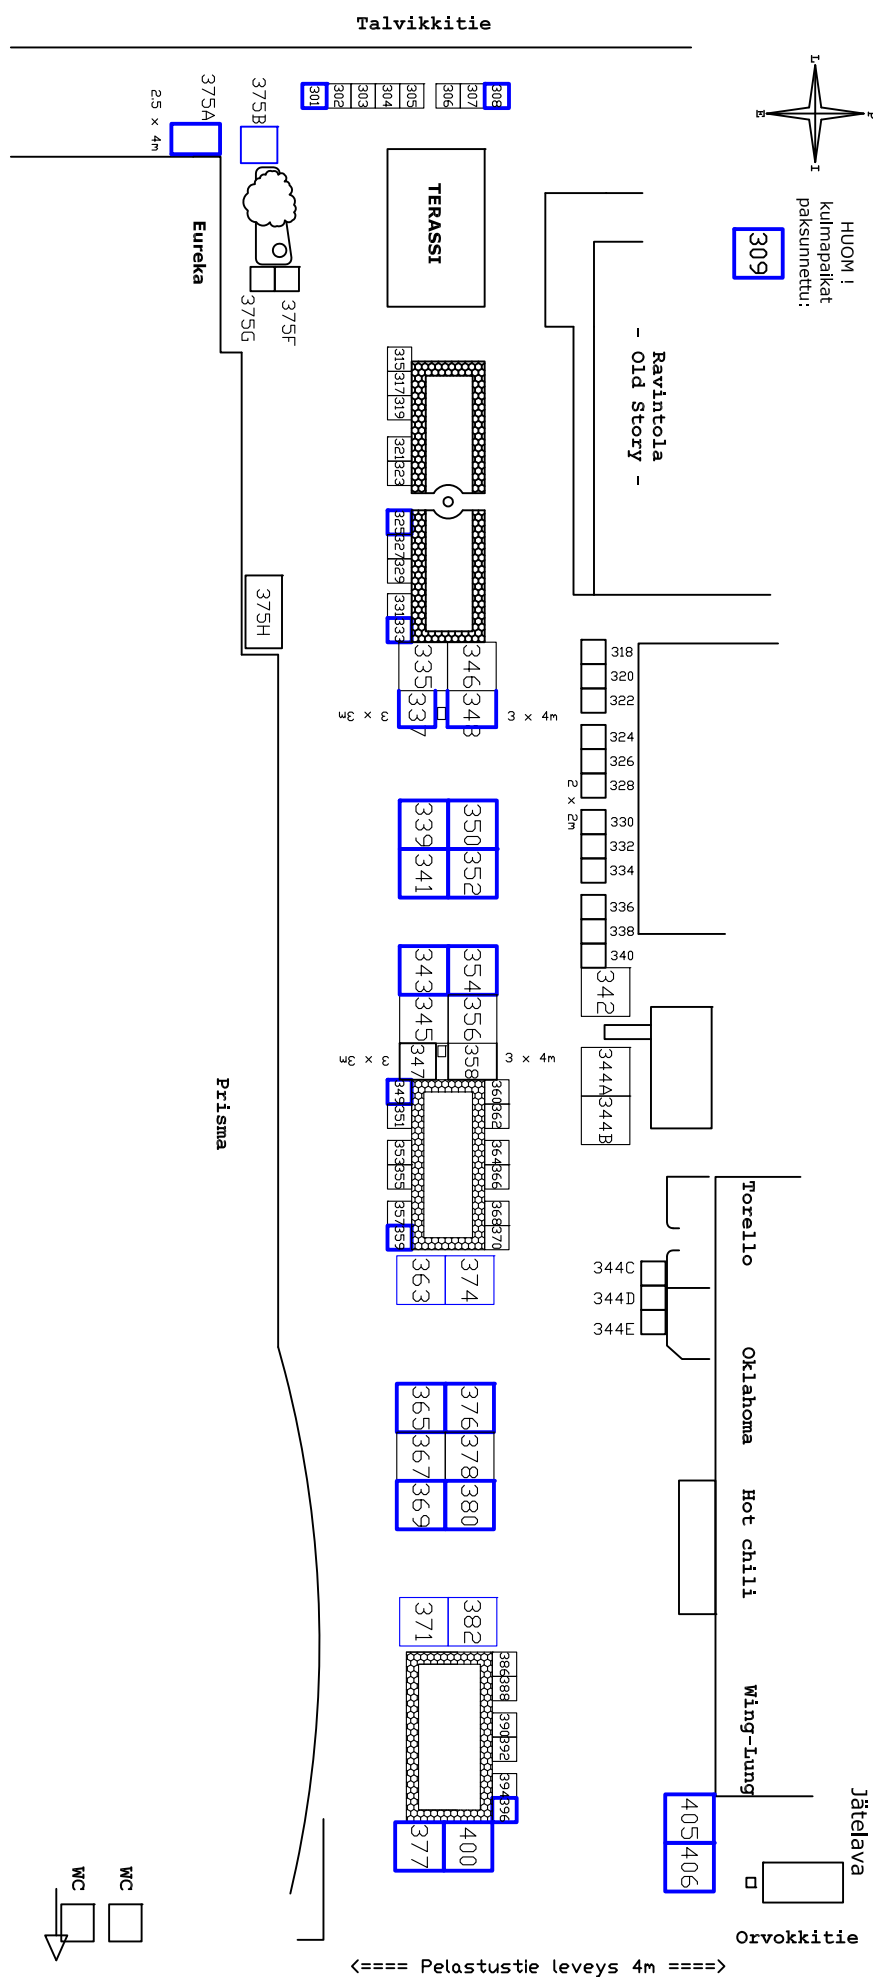 Talvikkitie
375A
375B
2.5 x 4m
301
302
303
304
305
306
307
308
L
P
E
I
HUOM !
kulmapaikat
paksunnettu:
309
TERASSI
Eureka
375G
375F
Ravintola
- Old Story -
315
317
319
321
323
325
327
329
331
333
375H
335
346
337
348
3 x 3m
3 x 4m
318
320
322
324
326
328
2 x 2m
330
332
334
336
338
340
342
344A
344B
339
350
341
352
343
354
345
356
347
358
3 x 3m
3 x 4m
Prisma
349
351
353
355
357
359
360
362
364
366
368
370
363
374
Torello
344C
344D
344E
Oklahoma
365
376
367
378
369
380
Hot chili
371
382
386
388
390
392
394
396
Wing-Lung
377
400
405
406
Jätelava
WC
WC
Orvokkitie
<==== Pelastustie leveys 4m ====>